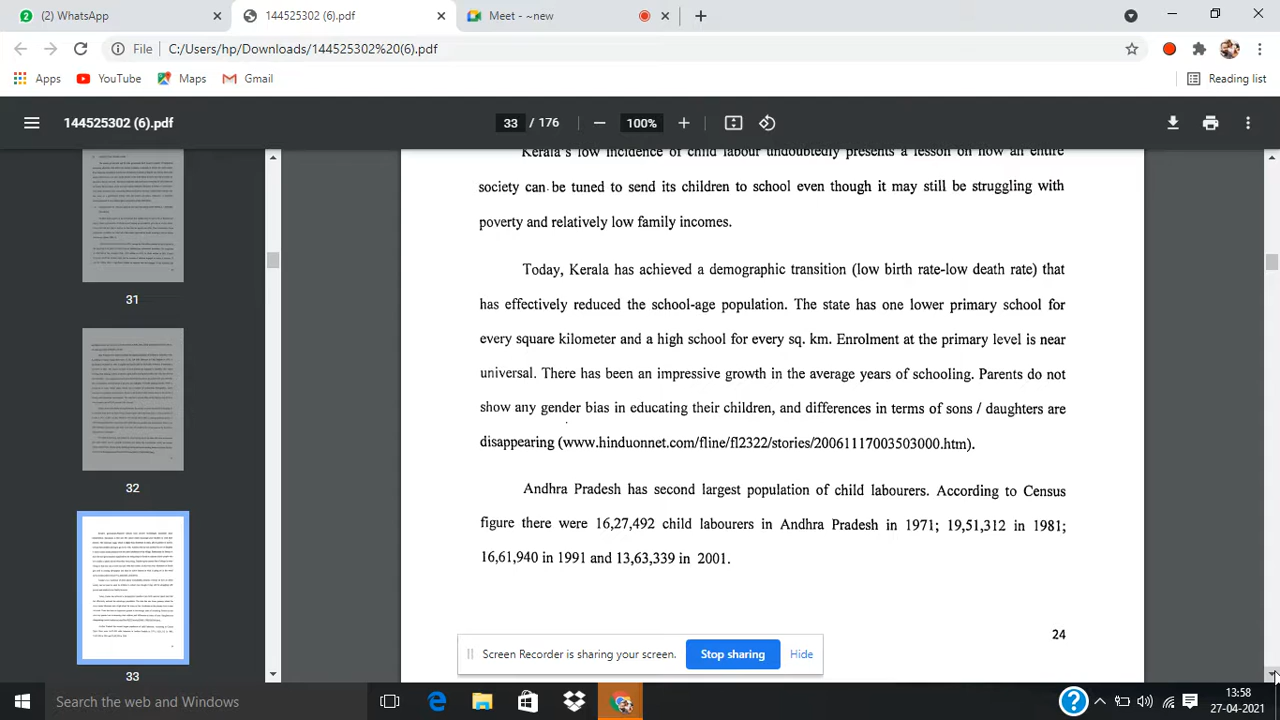 (2) WhatsApp
144525302 (6).pdf
Meet - ~new
File
C:/Users/hp/Downloads/144525302%20(6).pdf
Apps
YouTube
Maps
Gmail
Reading list
144525302 (6).pdf
33 / 176
100%
31
32
33
Kerala's low incidence of child labour undoubtedly presents a lesson on how an entire
society can be tuned to send its children to school even though it may still be struggling with
poverty and relatively low family incomes.
Today, Kerala has achieved a demographic transition (low birth rate-low death rate) that
has effectively reduced the school-age population. The state has one lower primary school for
every square kilometer and a high school for every sq. km. Enrolment at the primary level is near
universal. There has been an impressive growth in the average years of schooling. Parents do not
show any gender bias in educating their children, and differences in terms of sons / daughters are
disappearing (www.hinduonnet.com/fline/fl2322/stories/20061117003503000.htm).
Andhra Pradesh has second largest population of child labourers. According to Census
figure there were 16,27,492 child labourers in Andhra Pradesh in 1971; 19,51,312 in 1981;
16,61,940 in 1991 and 13,63,339 in 2001.
24
Screen Recorder is sharing your screen.
Stop sharing
Hide
Search the web and Windows
13:58
27-04-2021